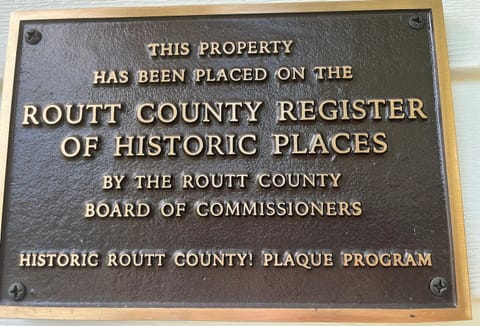 THIS PROPERTY
HAS BEEN PLACED ON THE
ROUTT COUNTY REGISTER
OF HISTORIC PLACES
BY THE ROUTT COUNTY
BOARD OF COMMISSIONERS
HISTORIC ROUTT COUNTY! PLAQUE PROGRAM